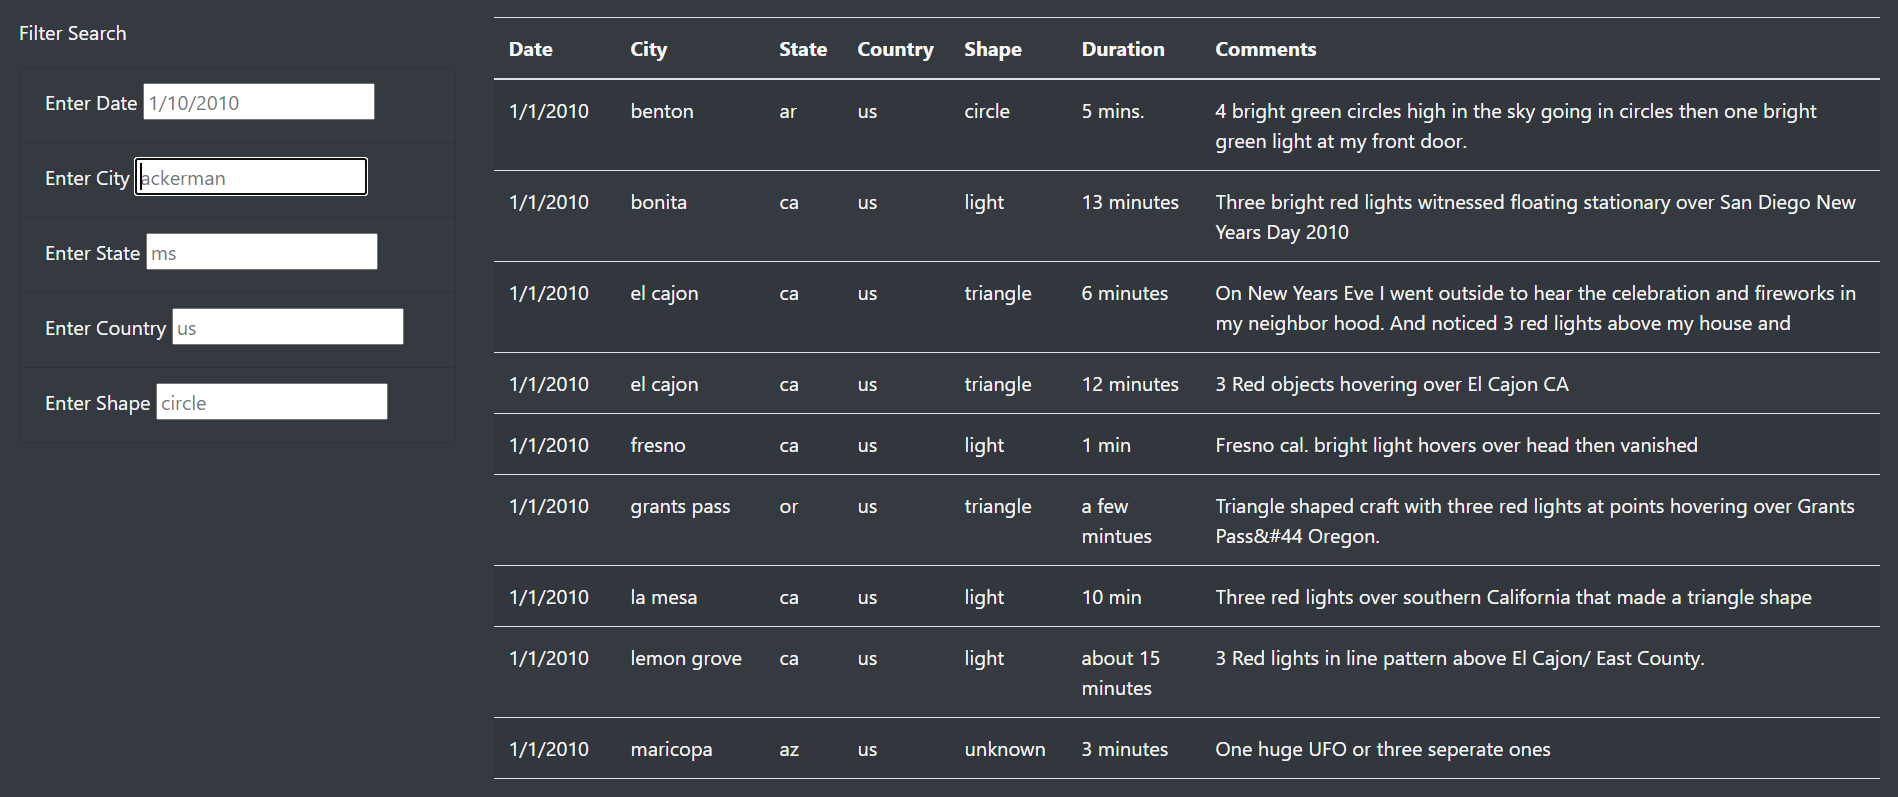 Filter Search
Enter Date 1/10/2010
Enter City ackerman
Enter State ms
Enter Country us
Enter Shape circle
Date City State Country Shape Duration Comments
1/1/2010 benton ar us circle 5 mins. 4 bright green circles high in the sky going in circles then one bright
green light at my front door.
1/1/2010 bonita ca us light 13 minutes Three bright red lights witnessed floating stationary over San Diego New
Years Day 2010
1/1/2010 el cajon ca us triangle 6 minutes On New Years Eve I went outside to hear the celebration and fireworks in
my neighbor hood. And noticed 3 red lights above my house and
1/1/2010 el cajon ca us triangle 12 minutes 3 Red objects hovering over El Cajon CA
1/1/2010 fresno ca us light 1 min Fresno cal. bright light hovers over head then vanished
1/1/2010 grants pass or us triangle a few Triangle shaped craft with three red lights at points hovering over Grants
mintues Pass&#44 Oregon.
1/1/2010 la mesa ca us light 10 min Three red lights over southern California that made a triangle shape
1/1/2010 lemon grove ca us light about 15 3 Red lights in line pattern above El Cajon/ East County.
minutes
1/1/2010 maricopa az us unknown 3 minutes One huge UFO or three seperate ones